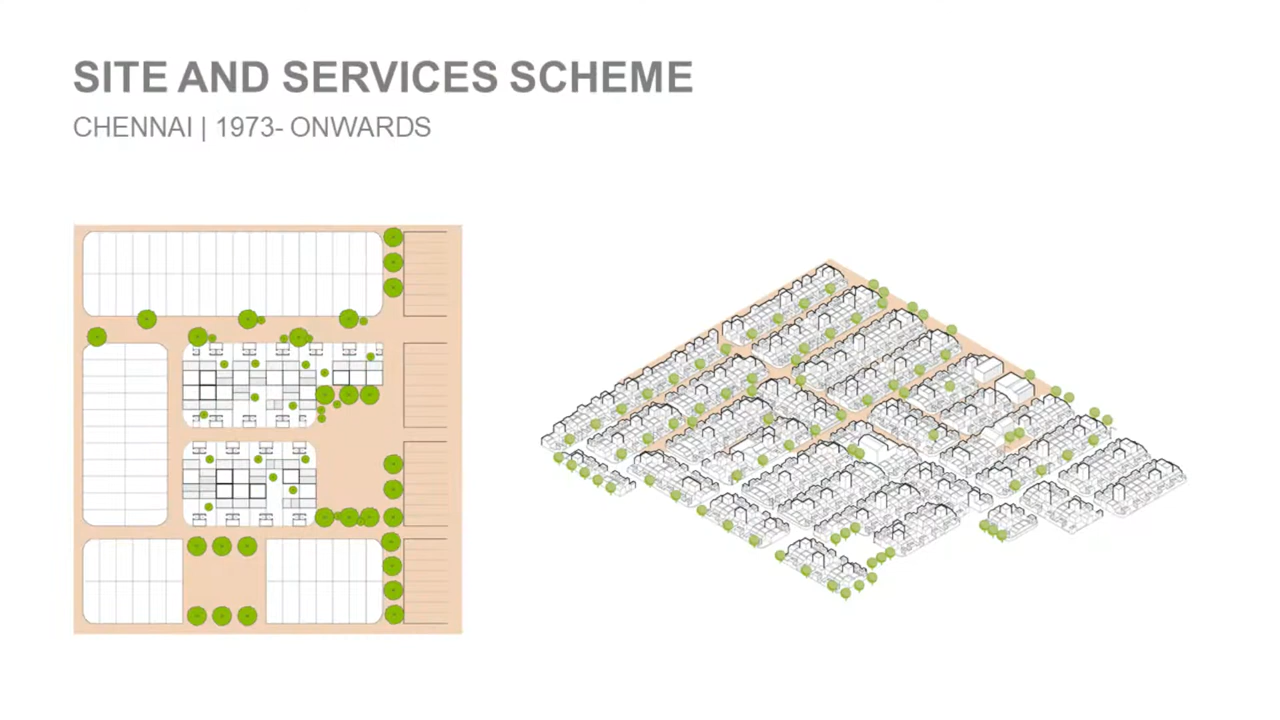 SITE AND SERVICES SCHEME
CHENNAI | 1973- ONWARDS